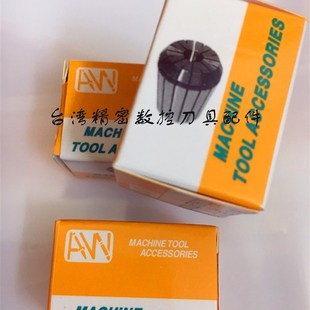 MACHINE
TOOL ACCESSORIES
AW
MACH
TOOL A
台湾精密数控刀具配件
AW
MACHINE TOOL
ACCESSORIES
MACHINE